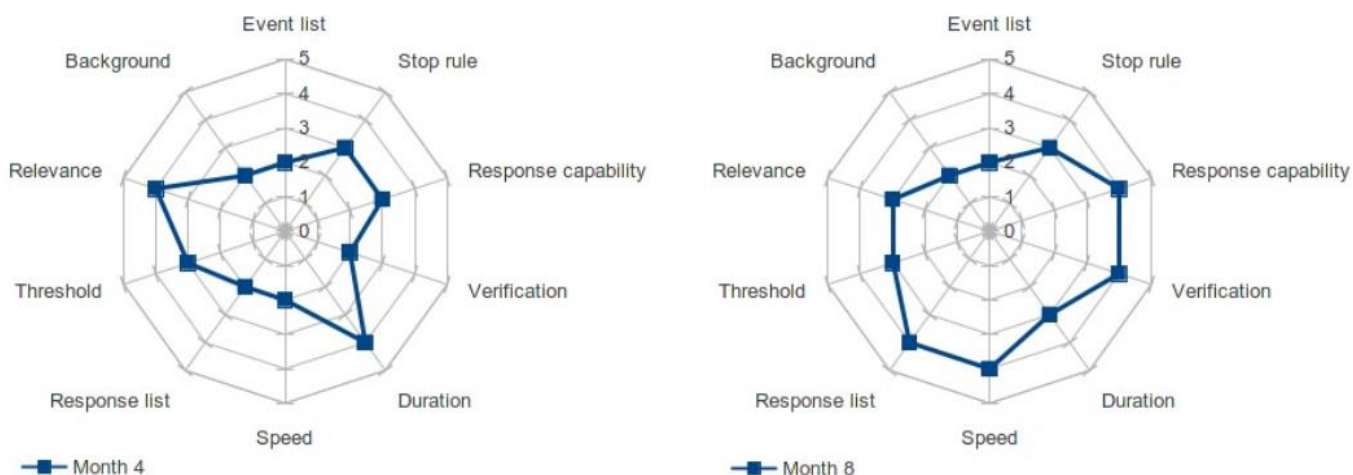 Event list
Background
Stop rule
5
4
3
2
1
0
Relevance
Response capability
Threshold
Verification
Response list
Duration
Speed
Month 4
Event list
Background
Stop rule
5
4
3
2
1
0
Relevance
Response capability
Threshold
Verification
Response list
Duration
Speed
Month 8